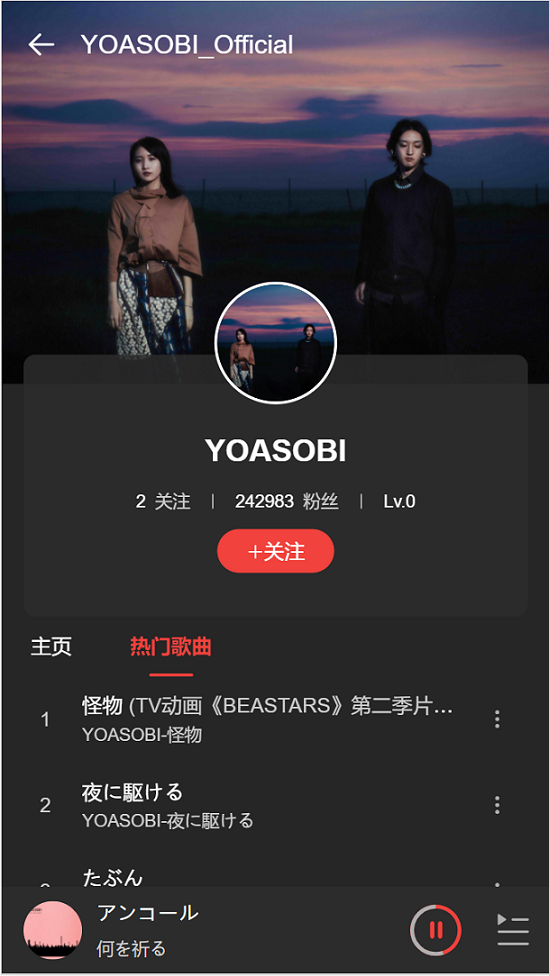 YOASOBI_Official
YOASOBI
2 关注 | 242983 粉丝 | Lv.0
+关注
主页 热门歌曲
1 怪物 (TV动画《BEASTARS》第二季片...
YOASOBI-怪物
2 夜に駆ける
YOASOBI-夜に駆ける
たぶん
アンコール
何を祈る